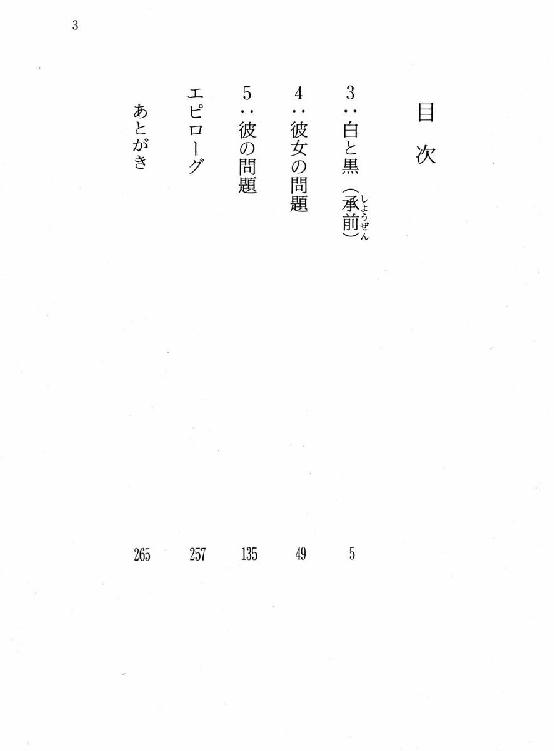 3
目次
3：白と黒（承前） 5
しょうぜん
4：彼女の問題 49
5：彼の問題 135
エピローグ 257
あとがき 265